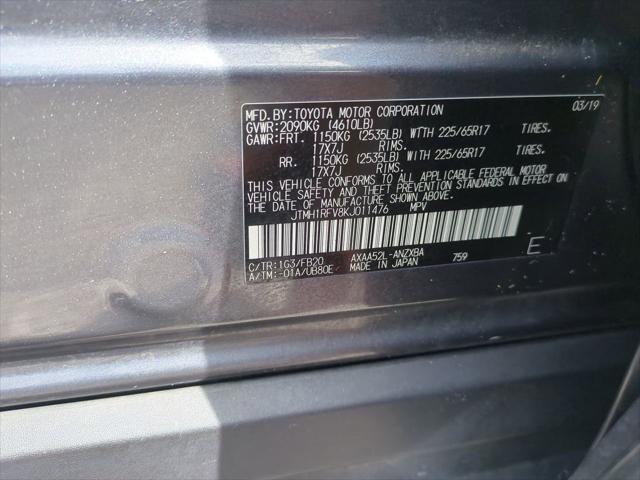 MFD.BY:TOYOTA MOTOR CORPORATION 03/19
GVWR:2090KG (4610LB)
GAWR:FRT. 1150KG (2535LB) WITH 225/65R17 TIRES.
17X7J RIMS.
RR. 1150KG (2535LB) WITH 225/65R17 TIRES.
17X7J RIMS.
THIS VEHICLE CONFORMS TO ALL APPLICABLE FEDERAL MOTOR
VEHICLE SAFETY AND THEFT PREVENTION STANDARDS IN EFFECT ON
THE DATE OF MANUFACTURE SHOWN ABOVE.
JTMH1RFV8KJ011476 MPV
C/TR:1G3/FB20 AXAA52L-ANZXBA 759 E
A/TM:-01A/UB80E MADE IN JAPAN